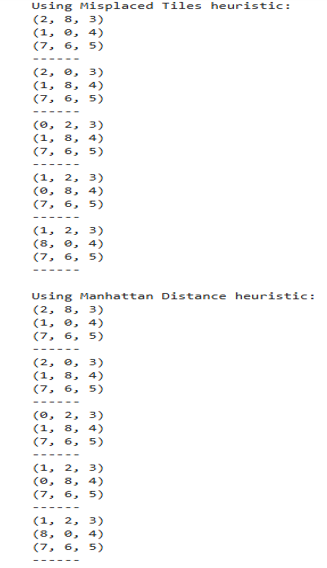 Using Misplaced Tiles heuristic:
(2, 8, 3)
(1, 0, 4)
(7, 6, 5)
------
(2, 0, 3)
(1, 8, 4)
(7, 6, 5)
------
(0, 2, 3)
(1, 8, 4)
(7, 6, 5)
------
(1, 2, 3)
(0, 8, 4)
(7, 6, 5)
------
(1, 2, 3)
(8, 0, 4)
(7, 6, 5)
------
Using Manhattan Distance heuristic:
(2, 8, 3)
(1, 0, 4)
(7, 6, 5)
------
(2, 0, 3)
(1, 8, 4)
(7, 6, 5)
------
(0, 2, 3)
(1, 8, 4)
(7, 6, 5)
------
(1, 2, 3)
(0, 8, 4)
(7, 6, 5)
------
(1, 2, 3)
(8, 0, 4)
(7, 6, 5)
------